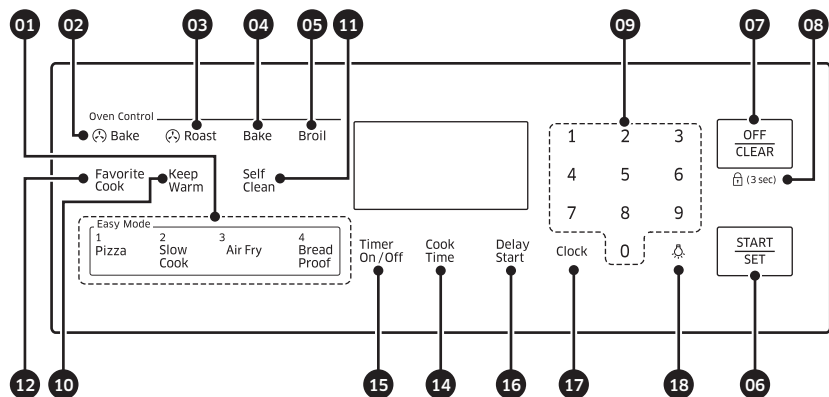 01 02 03 04 05 11 09 07 08
Oven Control
Bake Roast Bake Broil
Favorite Cook
Keep Warm
Self Clean
Easy Mode
1 Pizza
2 Slow Cook
3 Air Fry
4 Bread Proof
Timer On/Off
Cook Time
Delay Start
1 2 3
4 5 6
7 8 9
Clock 0
OFF
CLEAR
(3 sec)
START
SET
12 10 15 14 16 17 18 06